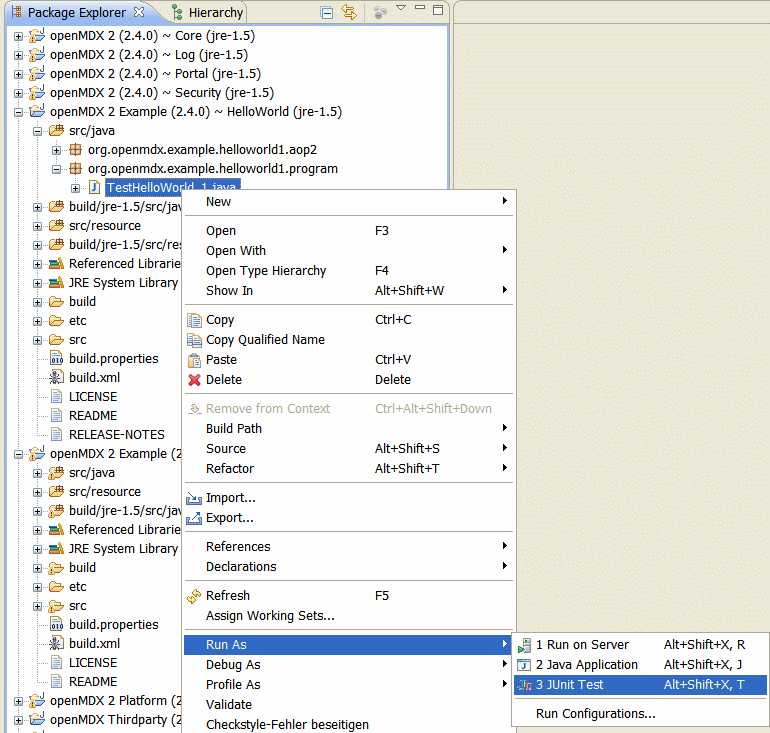 Package Explorer Hierarchy
openMDX 2 (2.4.0) ~ Core (jre-1.5)
openMDX 2 (2.4.0) ~ Log (jre-1.5)
openMDX 2 (2.4.0) ~ Portal (jre-1.5)
openMDX 2 (2.4.0) ~ Security (jre-1.5)
openMDX 2 Example (2.4.0) ~ HelloWorld (jre-1.5)
src/java
org.openmdx.example.helloworld1.aop2
org.openmdx.example.helloworld1.program
TestHelloWorld_1.java
build/jre-1.5/src/jav
src/resource
build/jre-1.5/src/res
Referenced Librarie
JRE System Library
build
etc
src
build.properties
build.xml
LICENSE
README
RELEASE-NOTES
openMDX 2 Example (2
src/java
src/resource
build/jre-1.5/src/jav
Referenced Librarie
JRE System Library
build
etc
src
build.properties
build.xml
LICENSE
README
openMDX 2 Platform (2
openMDX Thirdparty (2
New
Open F3
Open With
Open Type Hierarchy F4
Show In Alt+Shift+W
Copy Ctrl+C
Copy Qualified Name
Paste Ctrl+V
Delete Delete
Remove from Context Ctrl+Alt+Shift+Down
Build Path
Source Alt+Shift+S
Refactor Alt+Shift+T
Import...
Export...
References
Declarations
Refresh F5
Assign Working Sets...
Run As
Debug As
Profile As
Validate
Checkstyle-Fehler beseitigen
1 Run on Server Alt+Shift+X, R
2 Java Application Alt+Shift+X, J
3 JUnit Test Alt+Shift+X, T
Run Configurations...